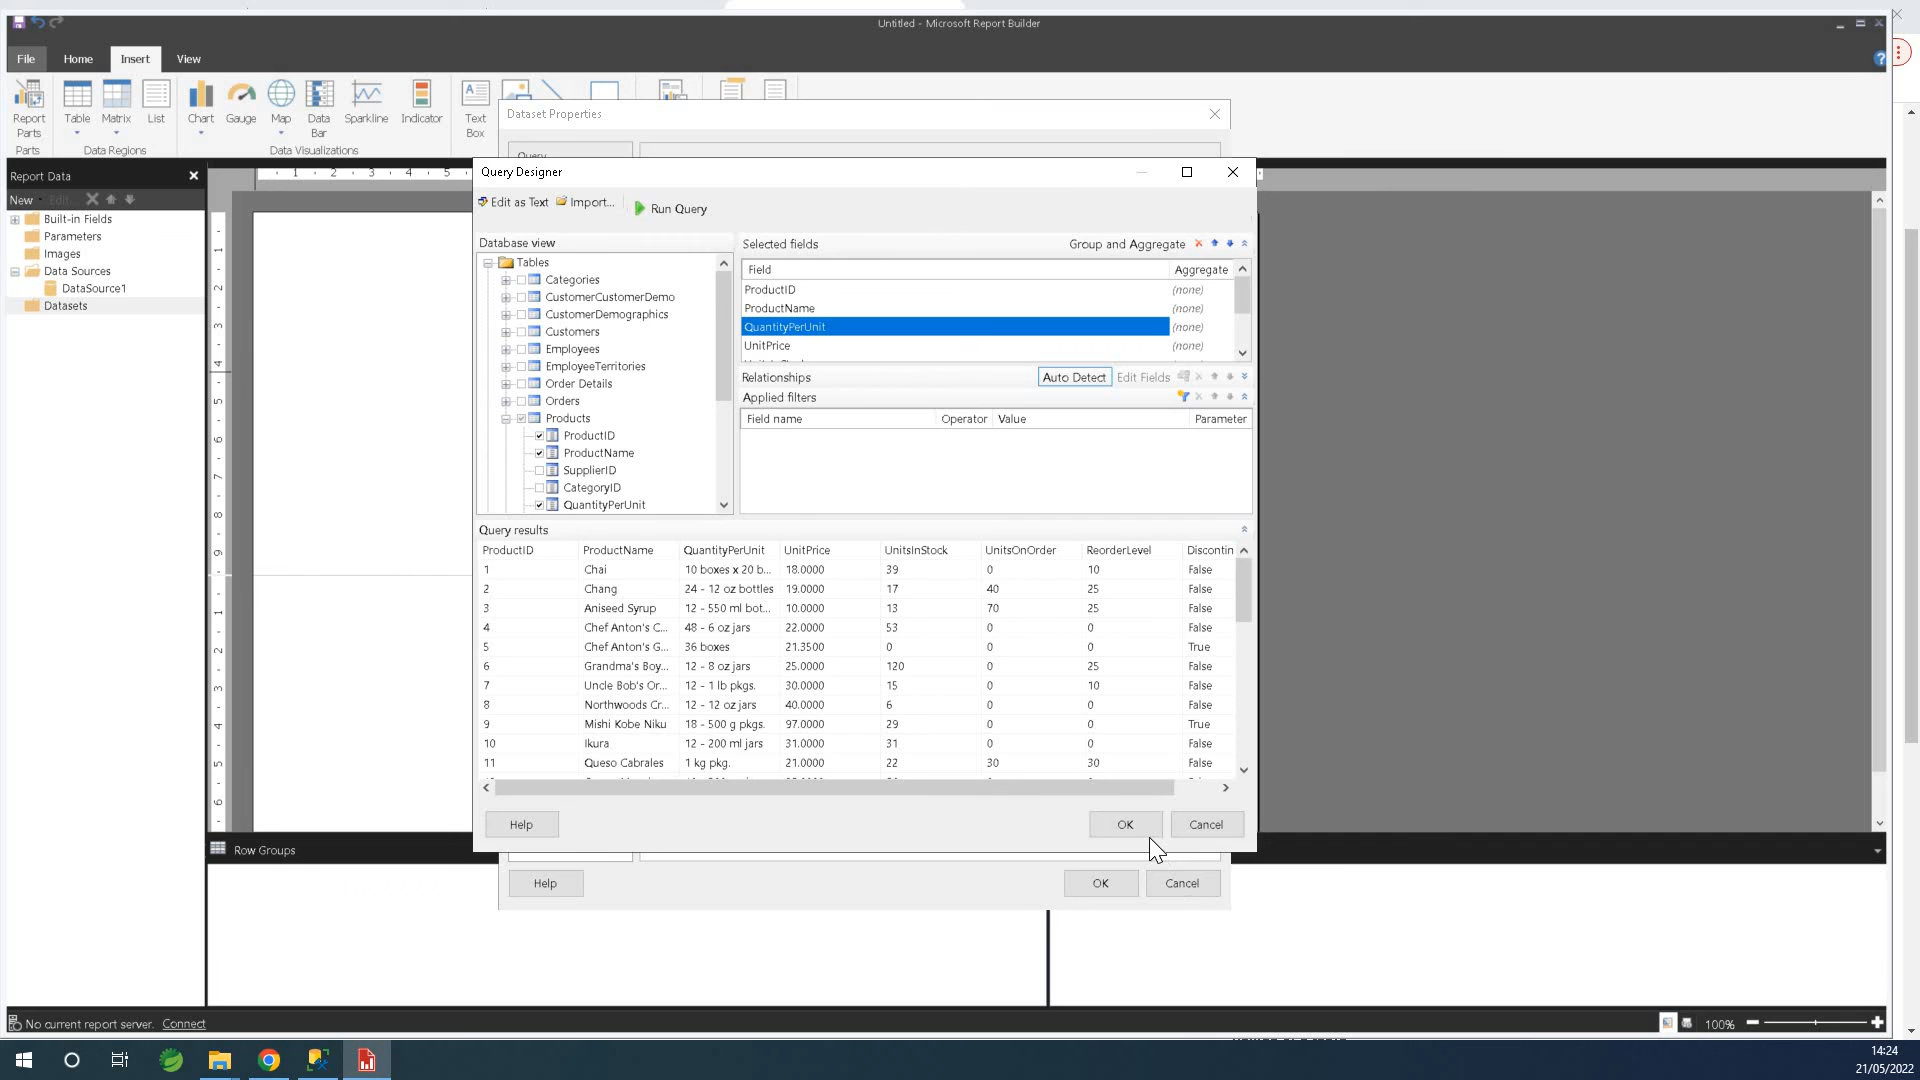 Untitled - Microsoft Report Builder
File
Home
Insert
View
Report Parts
Table
Matrix
List
Chart
Gauge
Map
Data Bar
Sparkline
Indicator
Text Box
Parts
Data Regions
Data Visualizations
Dataset Properties
Query
Report Data
New
Edit...
Built-in Fields
Parameters
Images
Data Sources
DataSource1
Datasets
Query Designer
Edit as Text
Import...
Run Query
Database view
Tables
Categories
CustomerCustomerDemo
CustomerDemographics
Customers
Employees
EmployeeTerritories
Order Details
Orders
Products
ProductID
ProductName
SupplierID
CategoryID
QuantityPerUnit
Selected fields
Group and Aggregate
Field Aggregate
ProductID (none)
ProductName (none)
QuantityPerUnit (none)
UnitPrice (none)
Relationships
Auto Detect
Edit Fields
Applied filters
Field name Operator Value Parameter
Query results
ProductID ProductName QuantityPerUnit UnitPrice UnitsInStock UnitsOnOrder ReorderLevel Discontin
1 Chai 10 boxes x 20 b... 18.0000 39 0 10 False
2 Chang 24 - 12 oz bottles 19.0000 17 40 25 False
3 Aniseed Syrup 12 - 550 ml bot... 10.0000 13 70 25 False
4 Chef Anton's C... 48 - 6 oz jars 22.0000 53 0 0 False
5 Chef Anton's G... 36 boxes 21.3500 0 0 0 True
6 Grandma's Boy... 12 - 8 oz jars 25.0000 120 0 25 False
7 Uncle Bob's Or... 12 - 1 lb pkgs. 30.0000 15 0 10 False
8 Northwoods Cr... 12 - 12 oz jars 40.0000 6 0 0 False
9 Mishi Kobe Niku 18 - 500 g pkgs. 97.0000 29 0 0 True
10 Ikura 12 - 200 ml jars 31.0000 31 0 0 False
11 Queso Cabrales 1 kg pkg. 21.0000 22 30 30 False
Help
OK
Cancel
Row Groups
Help
OK
Cancel
No current report server. Connect
100%
14:24
21/05/2022